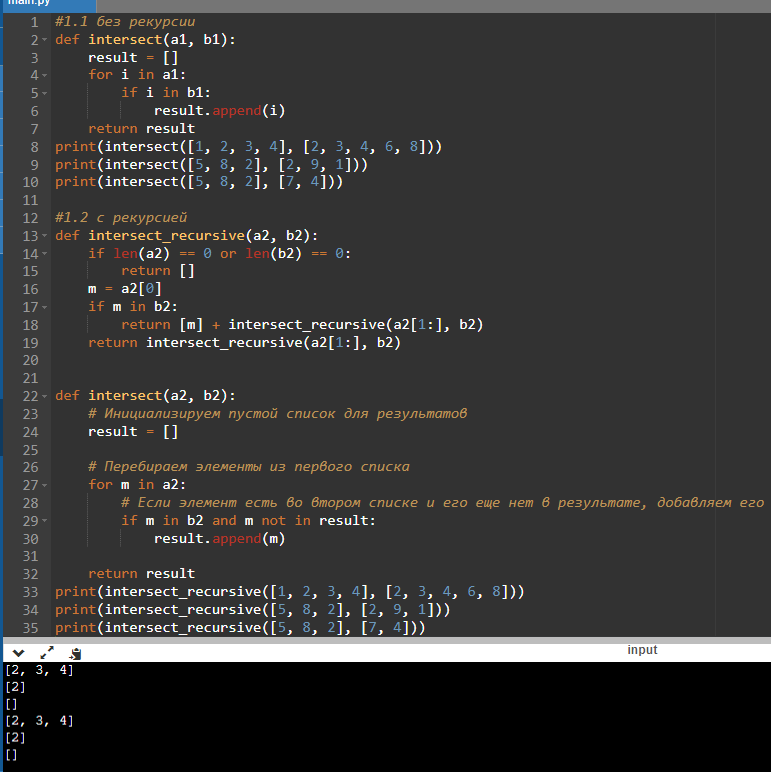 main.py
1 #1.1 без рекурсии
2 def intersect(a1, b1):
3     result = []
4     for i in a1:
5         if i in b1:
6             result.append(i)
7     return result
8 print(intersect([1, 2, 3, 4], [2, 3, 4, 6, 8]))
9 print(intersect([5, 8, 2], [2, 9, 1]))
10 print(intersect([5, 8, 2], [7, 4]))
11
12 #1.2 с рекурсией
13 def intersect_recursive(a2, b2):
14     if len(a2) == 0 or len(b2) == 0:
15         return []
16     m = a2[0]
17     if m in b2:
18         return [m] + intersect_recursive(a2[1:], b2)
19     return intersect_recursive(a2[1:], b2)
20
21
22 def intersect(a2, b2):
23     # Инициализируем пустой список для результатов
24     result = []
25
26     # Перебираем элементы из первого списка
27     for m in a2:
28         # Если элемент есть во втором списке и его еще нет в результате, добавляем его
29         if m in b2 and m not in result:
30             result.append(m)
31
32     return result
33 print(intersect_recursive([1, 2, 3, 4], [2, 3, 4, 6, 8]))
34 print(intersect_recursive([5, 8, 2], [2, 9, 1]))
35 print(intersect_recursive([5, 8, 2], [7, 4]))
input
[2, 3, 4]
[2]
[]
[2, 3, 4]
[2]
[]